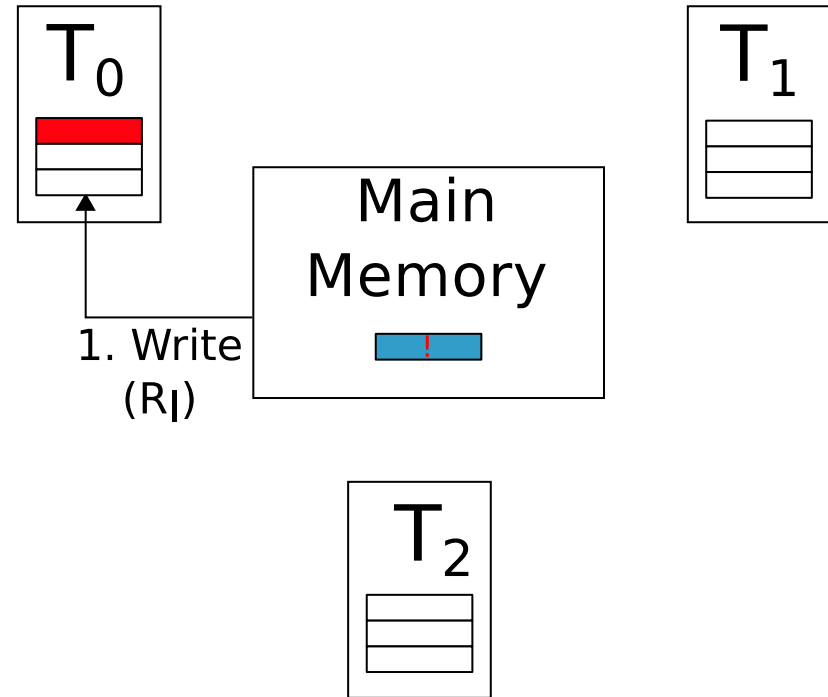 T0
T1
Main
Memory
!
1. Write
(RI)
T2